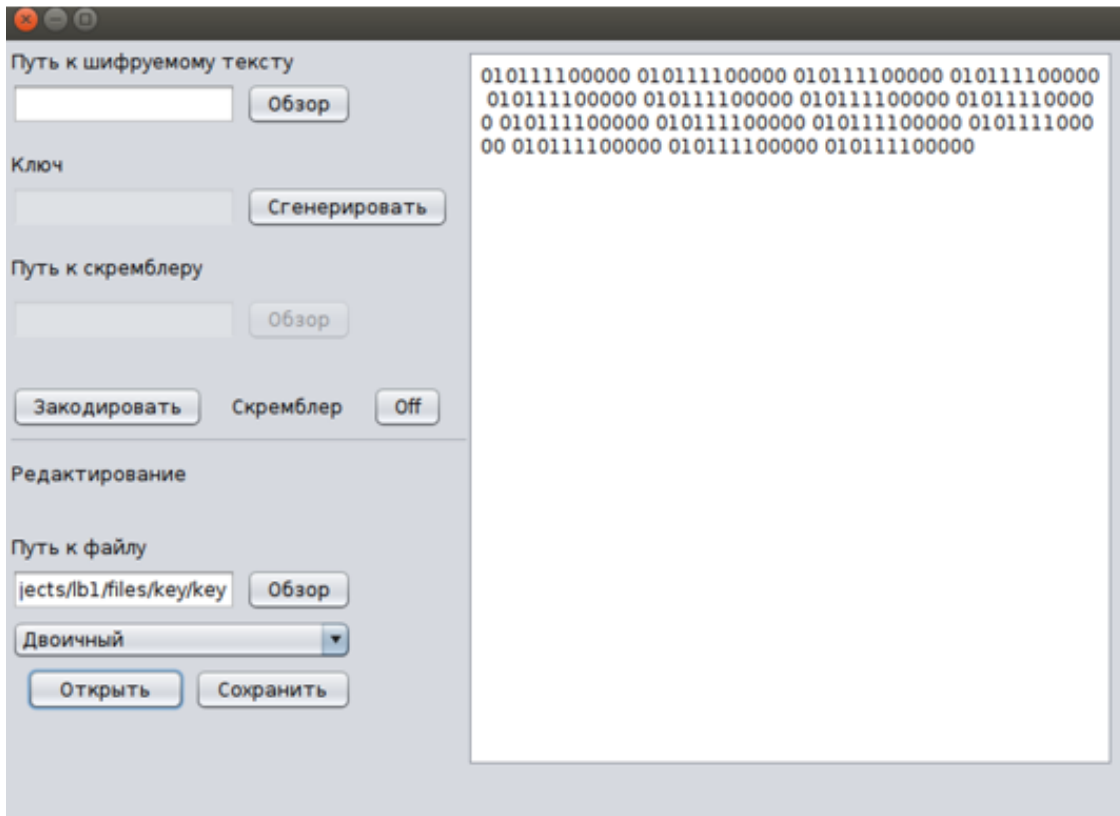 Путь к шифруемому тексту
Обзор
Ключ
Сгенерировать
Путь к скремблеру
Обзор
Закодировать
Скремблер
Off
Редактирование
Путь к файлу
jects/lb1/files/key/key
Обзор
Двоичный
Открыть
Сохранить
010111100000 010111100000 010111100000 010111100000
010111100000 010111100000 010111100000 01011110000
0 010111100000 010111100000 010111100000 0101111000
00 010111100000 010111100000 010111100000